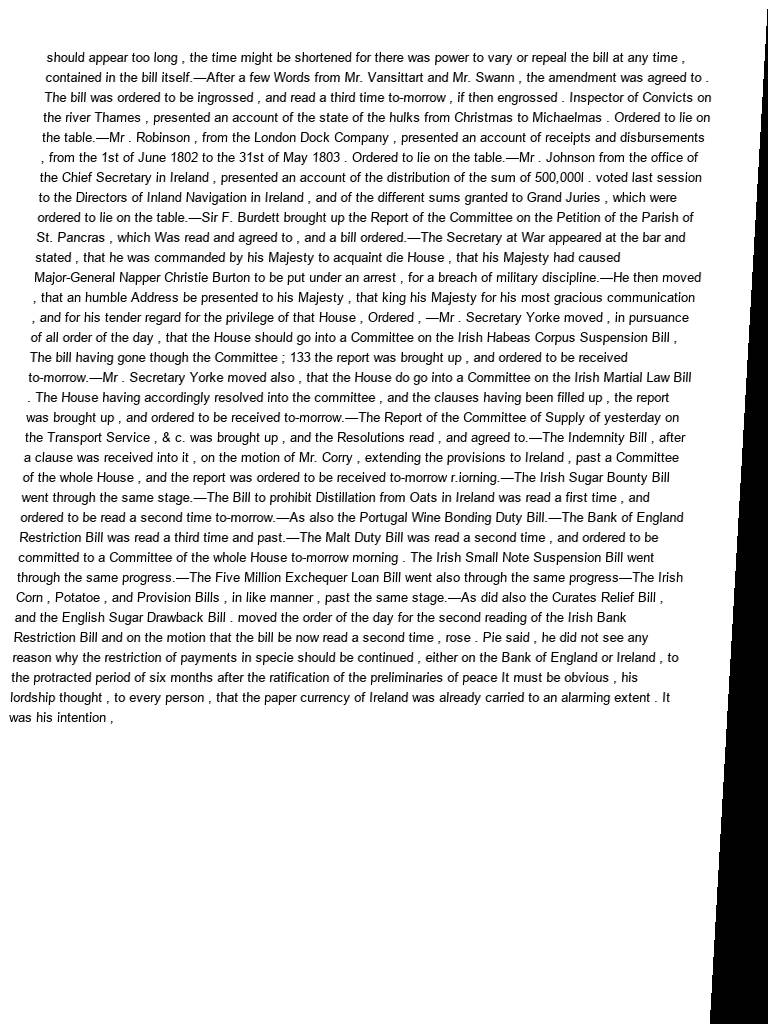 should appear too long , the time might be shortened for there was power to vary or repeal the bill at any time ,
contained in the bill itself.—After a few Words from Mr. Vansittart and Mr. Swann , the amendment was agreed to .
The bill was ordered to be ingrossed , and read a third time to-morrow , if then engrossed . Inspector of Convicts on
the river Thames , presented an account of the state of the hulks from Christmas to Michaelmas . Ordered to lie on
the table.—Mr . Robinson , from the London Dock Company , presented an account of receipts and disbursements
, from the 1st of June 1802 to the 31st of May 1803 . Ordered to lie on the table.—Mr . Johnson from the office of
the Chief Secretary in Ireland , presented an account of the distribution of the sum of 500,000l . voted last session
to the Directors of Inland Navigation in Ireland , and of the different sums granted to Grand Juries , which were
ordered to lie on the table.—Sir F. Burdett brought up the Report of the Committee on the Petition of the Parish of
St. Pancras , which Was read and agreed to , and a bill ordered.—The Secretary at War appeared at the bar and
stated , that he was commanded by his Majesty to acquaint die House , that his Majesty had caused
Major-General Napper Christie Burton to be put under an arrest , for a breach of military discipline.—He then moved
, that an humble Address be presented to his Majesty , that king his Majesty for his most gracious communication
, and for his tender regard for the privilege of that House , Ordered , —Mr . Secretary Yorke moved , in pursuance
of all order of the day , that the House should go into a Committee on the Irish Habeas Corpus Suspension Bill ,
The bill having gone though the Committee ; 133 the report was brought up , and ordered to be received
to-morrow.—Mr . Secretary Yorke moved also , that the House do go into a Committee on the Irish Martial Law Bill
. The House having accordingly resolved into the committee , and the clauses having been filled up , the report
was brought up , and ordered to be received to-morrow.—The Report of the Committee of Supply of yesterday on
the Transport Service , & c. was brought up , and the Resolutions read , and agreed to.—The Indemnity Bill , after
a clause was received into it , on the motion of Mr. Corry , extending the provisions to Ireland , past a Committee
of the whole House , and the report was ordered to be received to-morrow r.iorning.—The Irish Sugar Bounty Bill
went through the same stage.—The Bill to prohibit Distillation from Oats in Ireland was read a first time , and
ordered to be read a second time to-morrow.—As also the Portugal Wine Bonding Duty Bill.—The Bank of England
Restriction Bill was read a third time and past.—The Malt Duty Bill was read a second time , and ordered to be
committed to a Committee of the whole House to-morrow morning . The Irish Small Note Suspension Bill went
through the same progress.—The Five Million Exchequer Loan Bill went also through the same progress—The Irish
Corn , Potatoe , and Provision Bills , in like manner , past the same stage.—As did also the Curates Relief Bill ,
and the English Sugar Drawback Bill . moved the order of the day for the second reading of the Irish Bank
Restriction Bill and on the motion that the bill be now read a second time , rose . Pie said , he did not see any
reason why the restriction of payments in specie should be continued , either on the Bank of England or Ireland , to
the protracted period of six months after the ratification of the preliminaries of peace It must be obvious , his
lordship thought , to every person , that the paper currency of Ireland was already carried to an alarming extent . It
was his intention ,